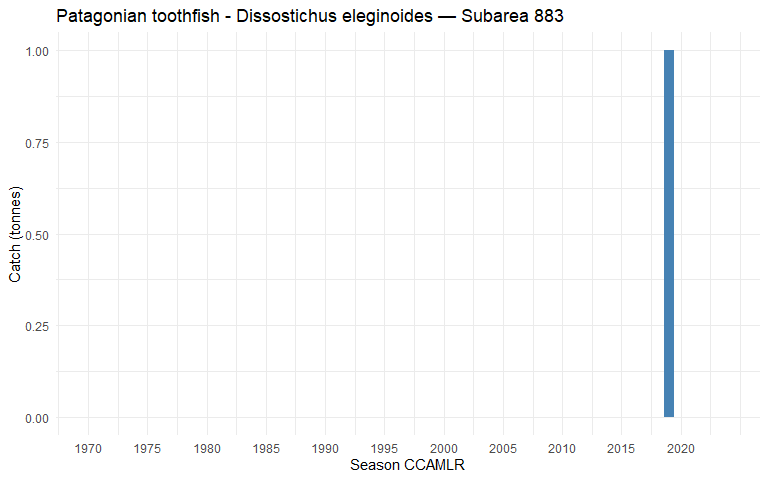 Patagonian toothfish - Dissostichus eleginoides — Subarea 883
Catch (tonnes)
1.00
0.75
0.50
0.25
0.00
1970 1975 1980 1985 1990 1995 2000 2005 2010 2015 2020
Season CCAMLR